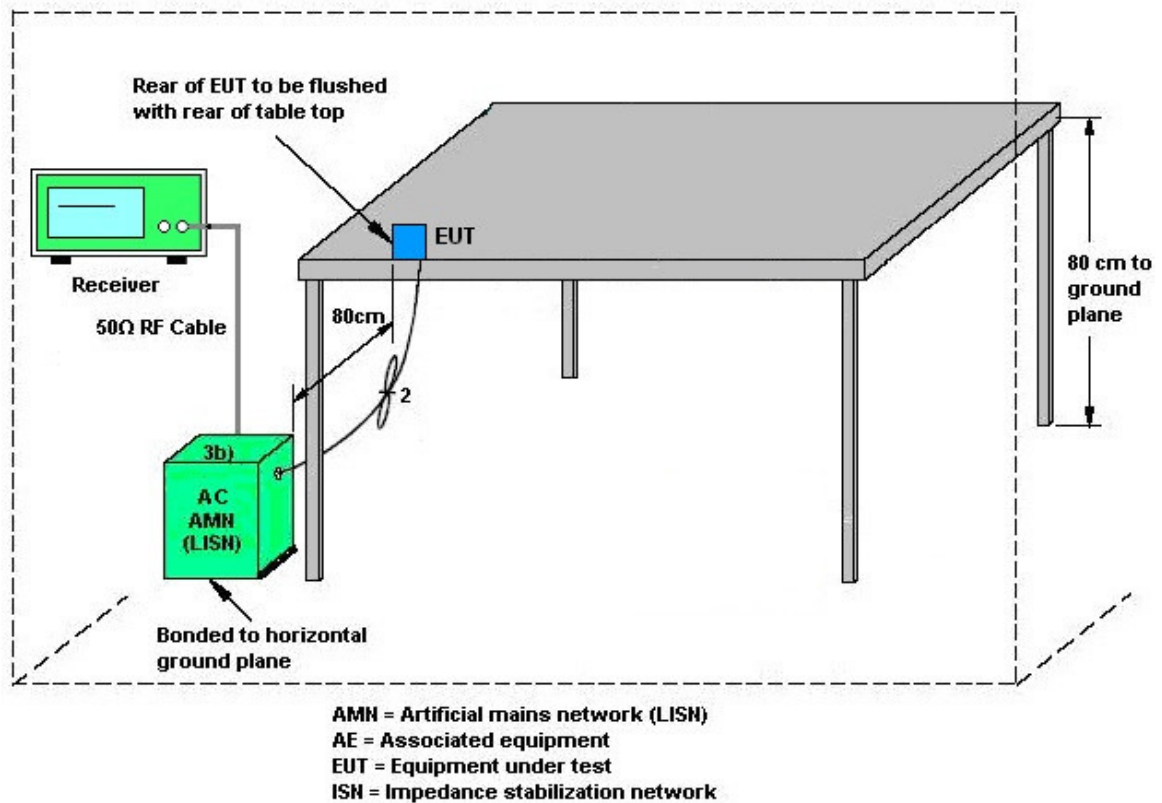 Rear of EUT to be flushed
with rear of table top
EUT
Receiver
50Ω RF Cable
80cm
80 cm to
ground
plane
2
3b)
AC
AMN
(LISN)
Bonded to horizontal
ground plane
AMN = Artificial mains network (LISN)
AE = Associated equipment
EUT = Equipment under test
ISN = Impedance stabilization network